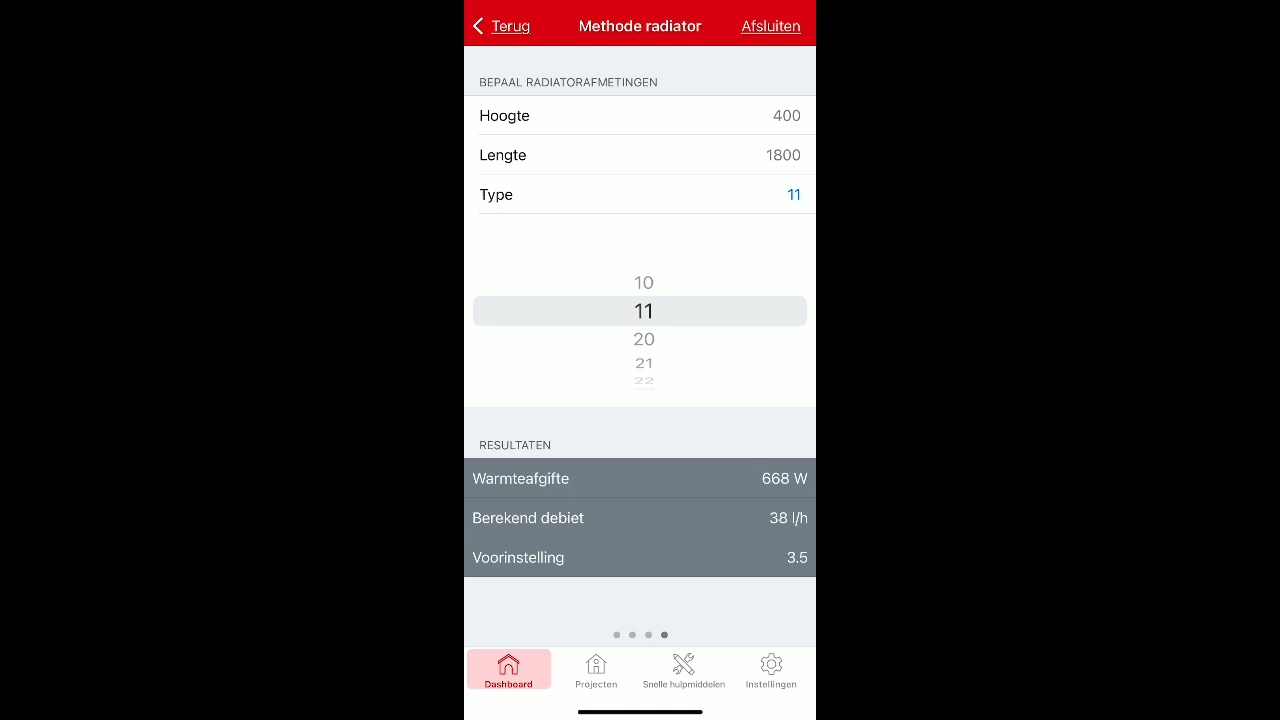 Terug Methode radiator Afsluiten
BEPAAL RADIATORAFMETINGEN
Hoogte 400
Lengte 1800
Type 11
10
11
20
21
22
RESULTATEN
Warmteafgifte 668 W
Berekend debiet 38 l/h
Voorinstelling 3.5
Dashboard Projecten Snelle hulpmiddelen Instellingen